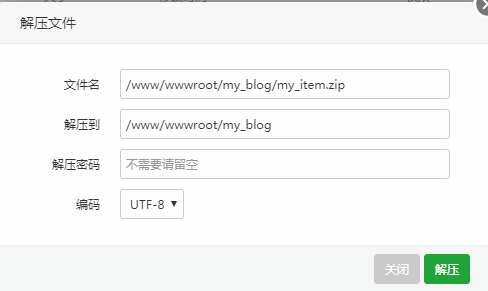 解压文件
文件名 /www/wwwroot/my_blog/my_item.zip
解压到 /www/wwwroot/my_blog
解压密码 不需要请留空
编码 UTF-8
关闭 解压